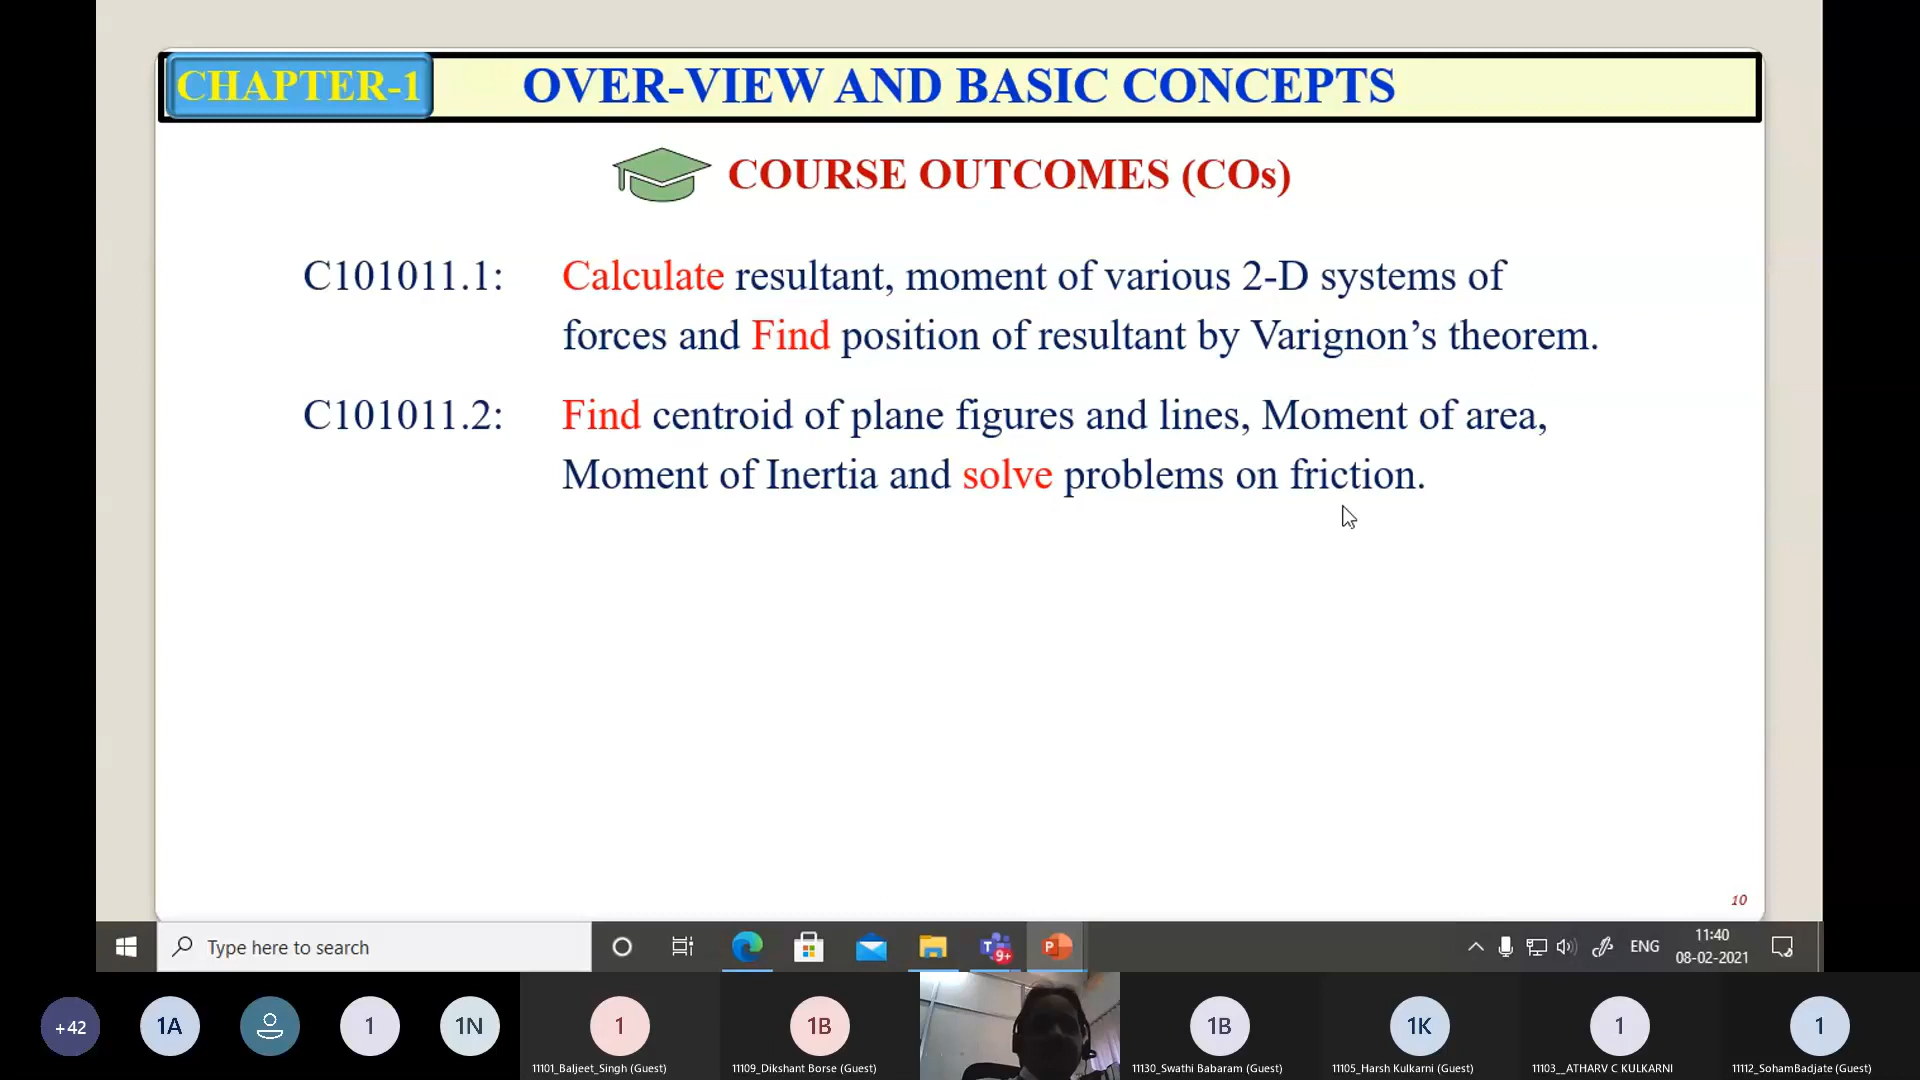 CHAPTER-1
OVER-VIEW AND BASIC CONCEPTS
COURSE OUTCOMES (COs)
C101011.1: Calculate resultant, moment of various 2-D systems of
forces and Find position of resultant by Varignon’s theorem.
C101011.2: Find centroid of plane figures and lines, Moment of area,
Moment of Inertia and solve problems on friction.
10
Type here to search
T
9+
P
ENG
11:40
08-02-2021
+42
1A
1
1N
1
11101_Baljeet_Singh (Guest)
1B
11109_Dikshant Borse (Guest)
1B
11130_Swathi Babaram (Guest)
1K
11105_Harsh Kulkarni (Guest)
1
11103__ATHARV C KULKARNI
1
11112_SohamBadjate (Guest)